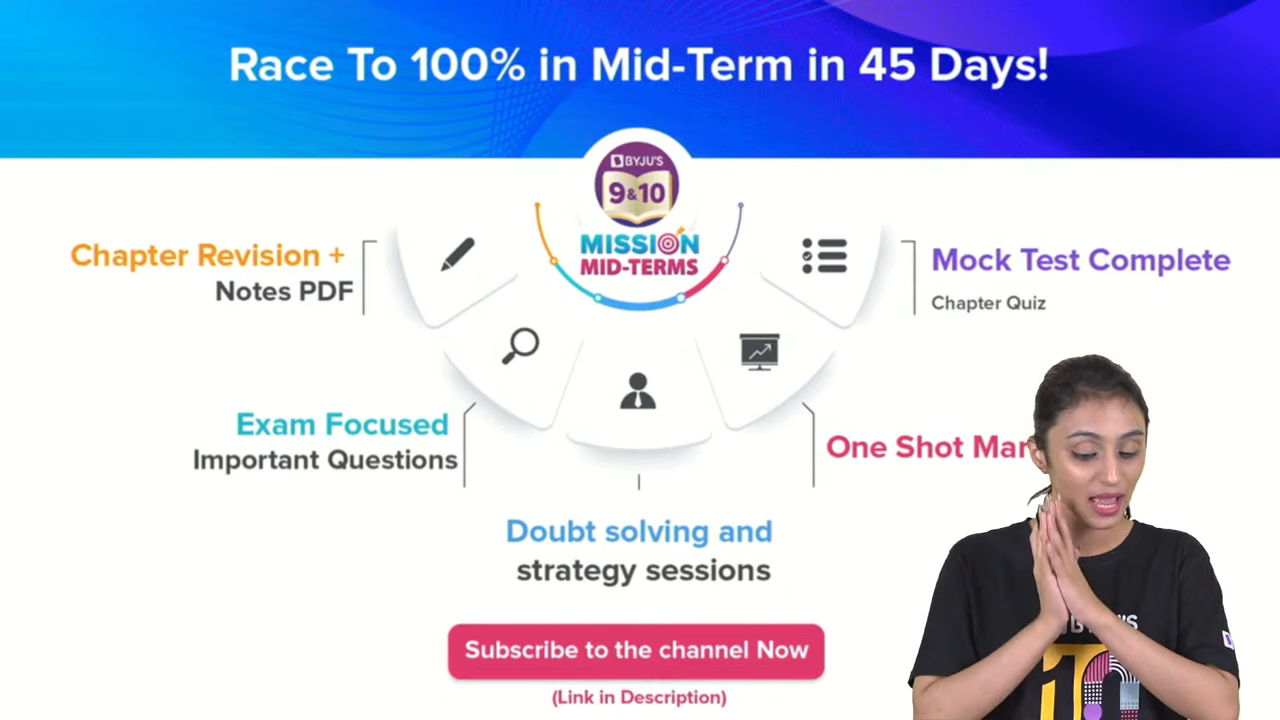 Race To 100% in Mid-Term in 45 Days!
BYJU'S
9&10
MISSION
MID-TERMS
Chapter Revision +
Notes PDF
Mock Test Complete
Chapter Quiz
Exam Focused
Important Questions
One Shot
Doubt solving and
strategy sessions
Subscribe to the channel Now
(Link in Description)